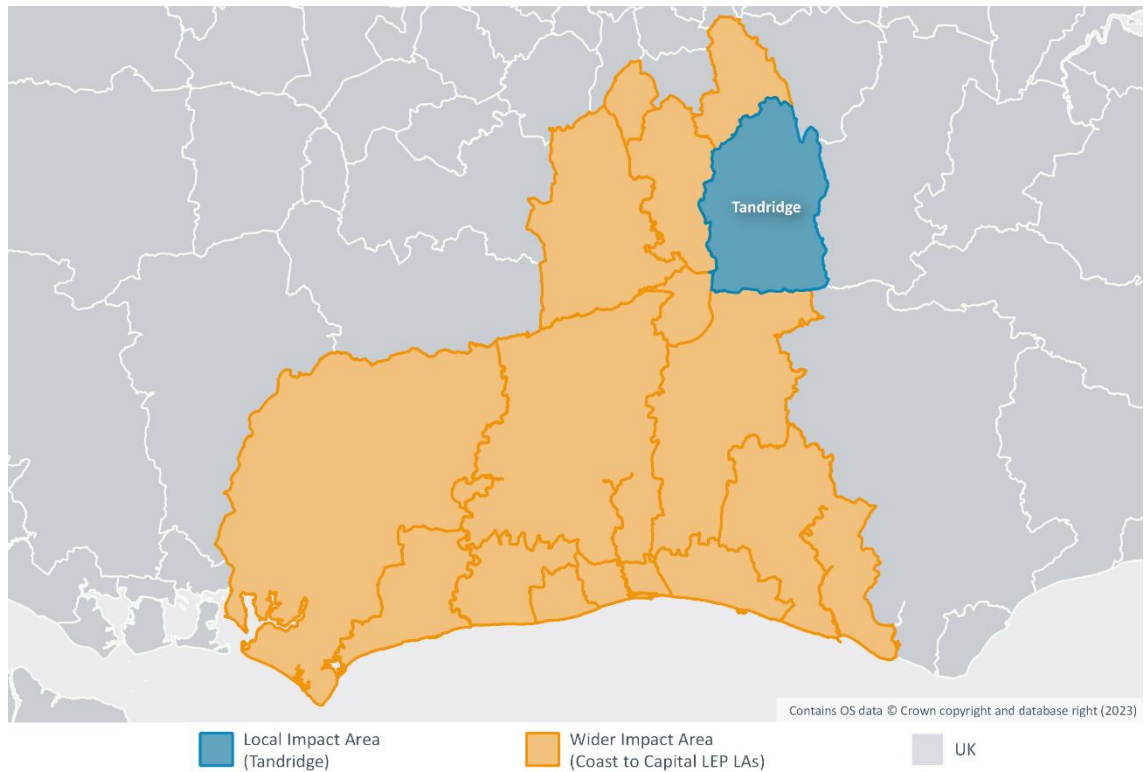 Tandridge
Contains OS data © Crown copyright and database right (2023)
Local Impact Area
(Tandridge)
Wider Impact Area
(Coast to Capital LEP LAs)
UK